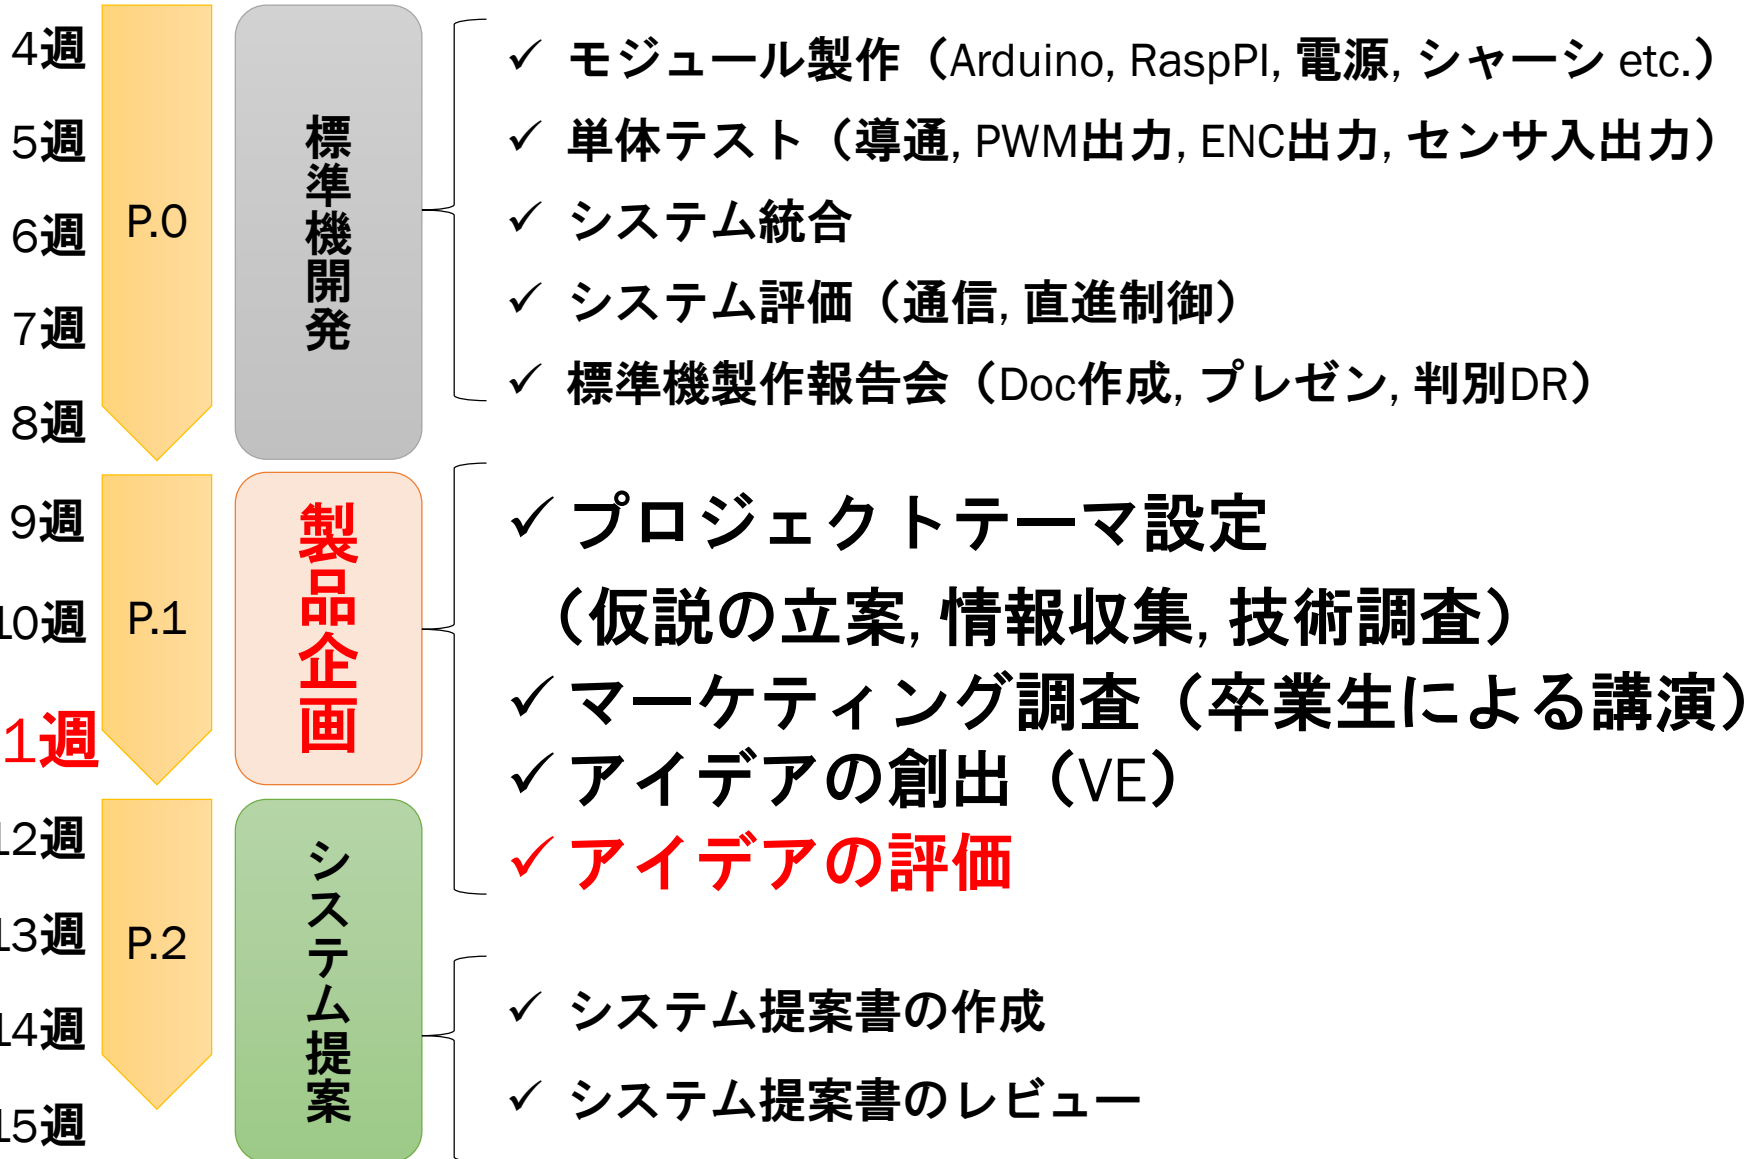 4週
5週
6週
7週
8週
9週
10週
1週
12週
13週
14週
15週
P.0
P.1
P.2
標準機開発
製品企画
システム提案
✓ モジュール製作（Arduino, RaspPI, 電源, シャーシ etc.）
✓ 単体テスト（導通, PWM出力, ENC出力, センサ入出力）
✓ システム統合
✓ システム評価（通信, 直進制御）
✓ 標準機製作報告会（Doc作成, プレゼン, 判別DR）
✓ プロジェクトテーマ設定
（仮説の立案, 情報収集, 技術調査）
✓ マーケティング調査（卒業生による講演）
✓ アイデアの創出（VE）
✓ アイデアの評価
✓ システム提案書の作成
✓ システム提案書のレビュー